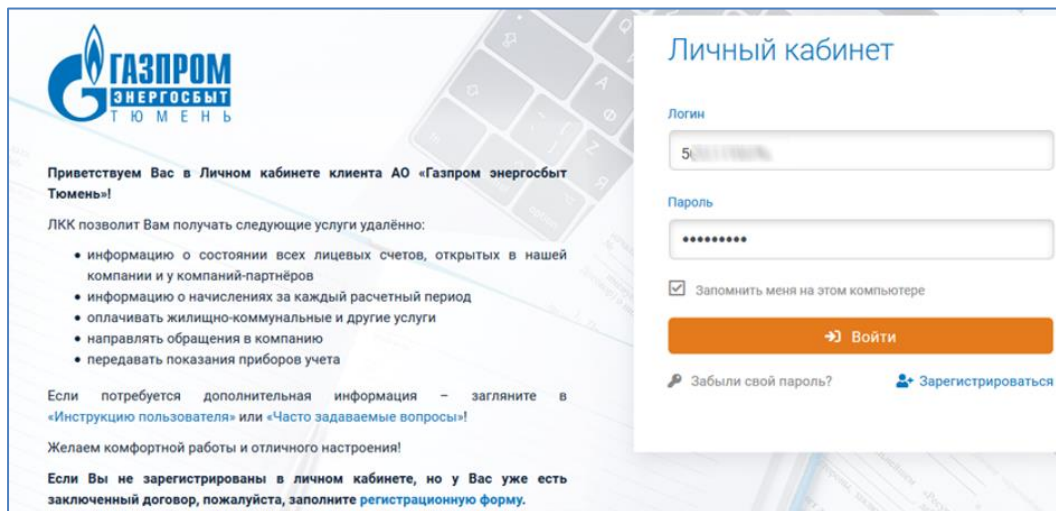 ГАЗПРОМ
ЭНЕРГОСБЫТ
ТЮМЕНЬ
Приветствуем Вас в Личном кабинете клиента АО «Газпром энергосбыт
Тюмень»!
ЛКК позволит Вам получать следующие услуги удалённо:
• информацию о состоянии всех лицевых счетов, открытых в нашей
компании и у компаний-партнёров
• информацию о начислениях за каждый расчетный период
• оплачивать жилищно-коммунальные и другие услуги
• направлять обращения в компанию
• передавать показания приборов учета
Если потребуется дополнительная информация – загляните в
«Инструкцию пользователя» или «Часто задаваемые вопросы»!
Желаем комфортной работы и отличного настроения!
Если Вы не зарегистрированы в личном кабинете, но у Вас уже есть
заключенный договор, пожалуйста, заполните регистрационную форму.
Личный кабинет
Логин
Пароль
•••••••••
Запомнить меня на этом компьютере
Войти
Забыли свой пароль?
Зарегистрироваться